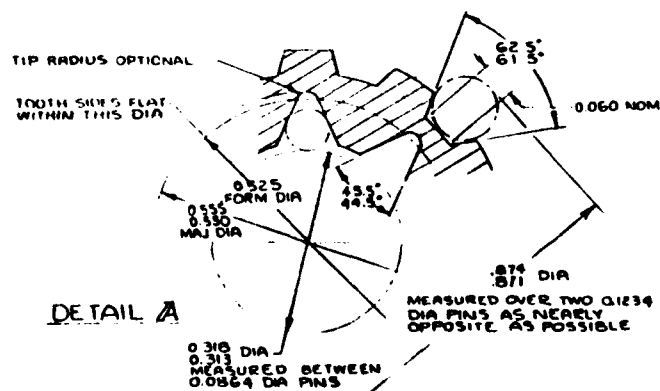 TIP RADIUS OPTIONAL
TOOTH SIDES FLAT
WITHIN THIS DIA
62.5°
61.5°
0.060 NOM
0.525
FORM DIA
0.555
0.550
MAJ DIA
45.5°
44.5°
.874
.871 DIA
MEASURED OVER TWO 0.1234
DIA PINS AS NEARLY
OPPOSITE AS POSSIBLE
DETAIL A
0.318
0.313 DIA
MEASURED BETWEEN
0.0864 DIA PINS